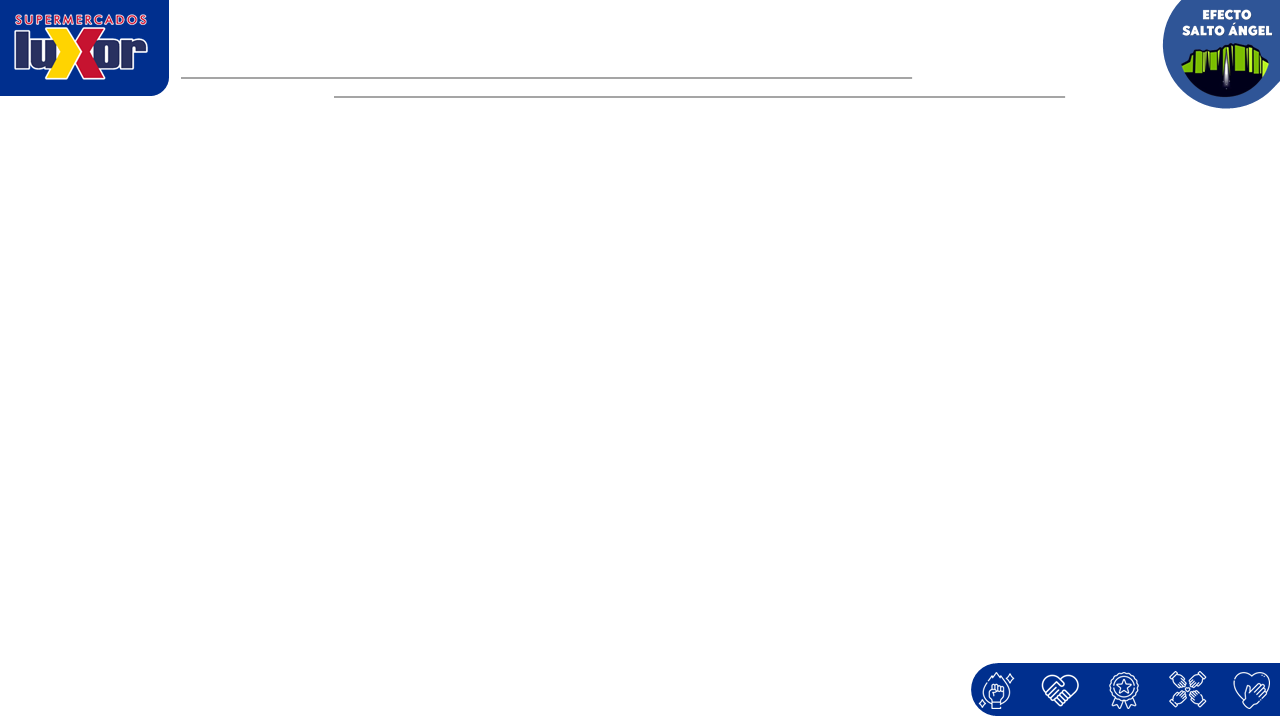 SUPERMERCADOS
luXor
EFECTO
SALTO ÁNGEL